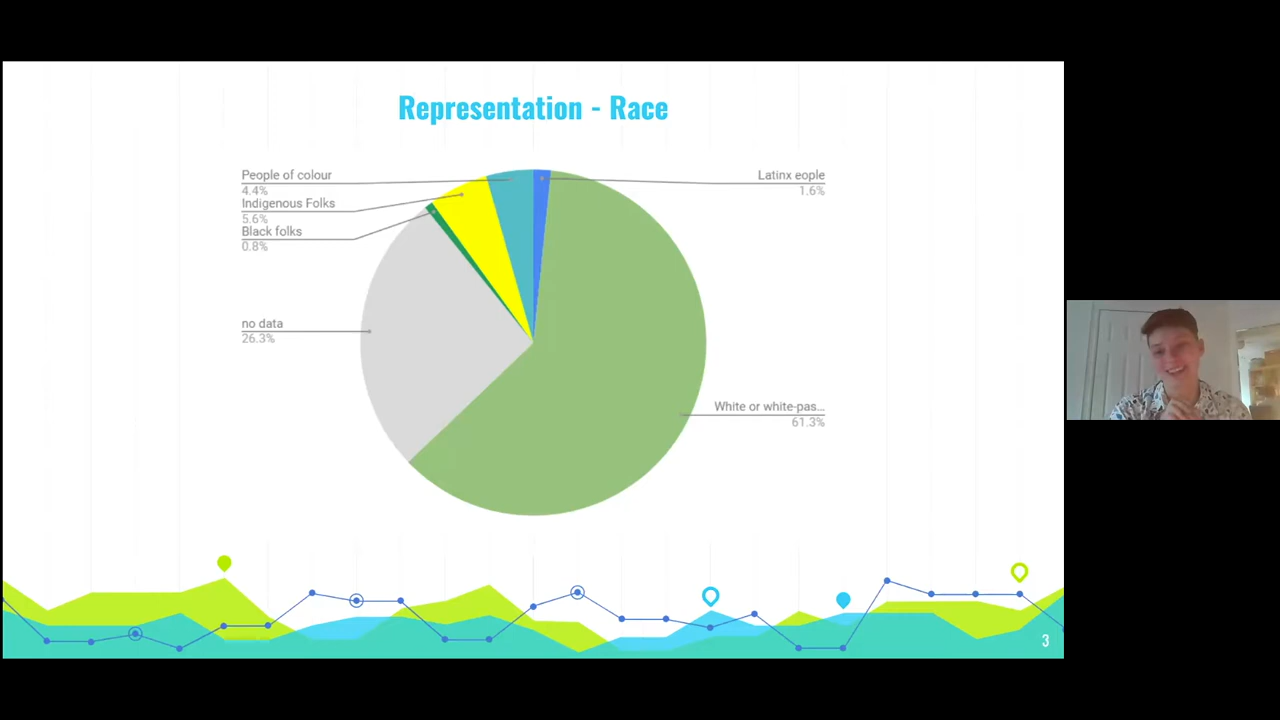 Representation - Race
People of colour
4.4%
Indigenous Folks
5.6%
Black folks
0.8%
no data
26.3%
Latinx eople
1.6%
White or white-pas...
61.3%
3